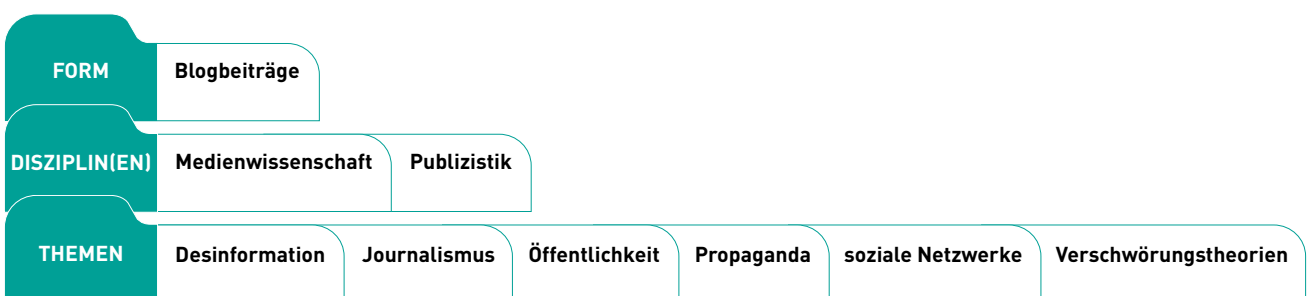 FORM Blogbeiträge
DISZIPLIN(EN) Medienwissenschaft Publizistik
THEMEN Desinformation Journalismus Öffentlichkeit Propaganda soziale Netzwerke Verschwörungstheorien